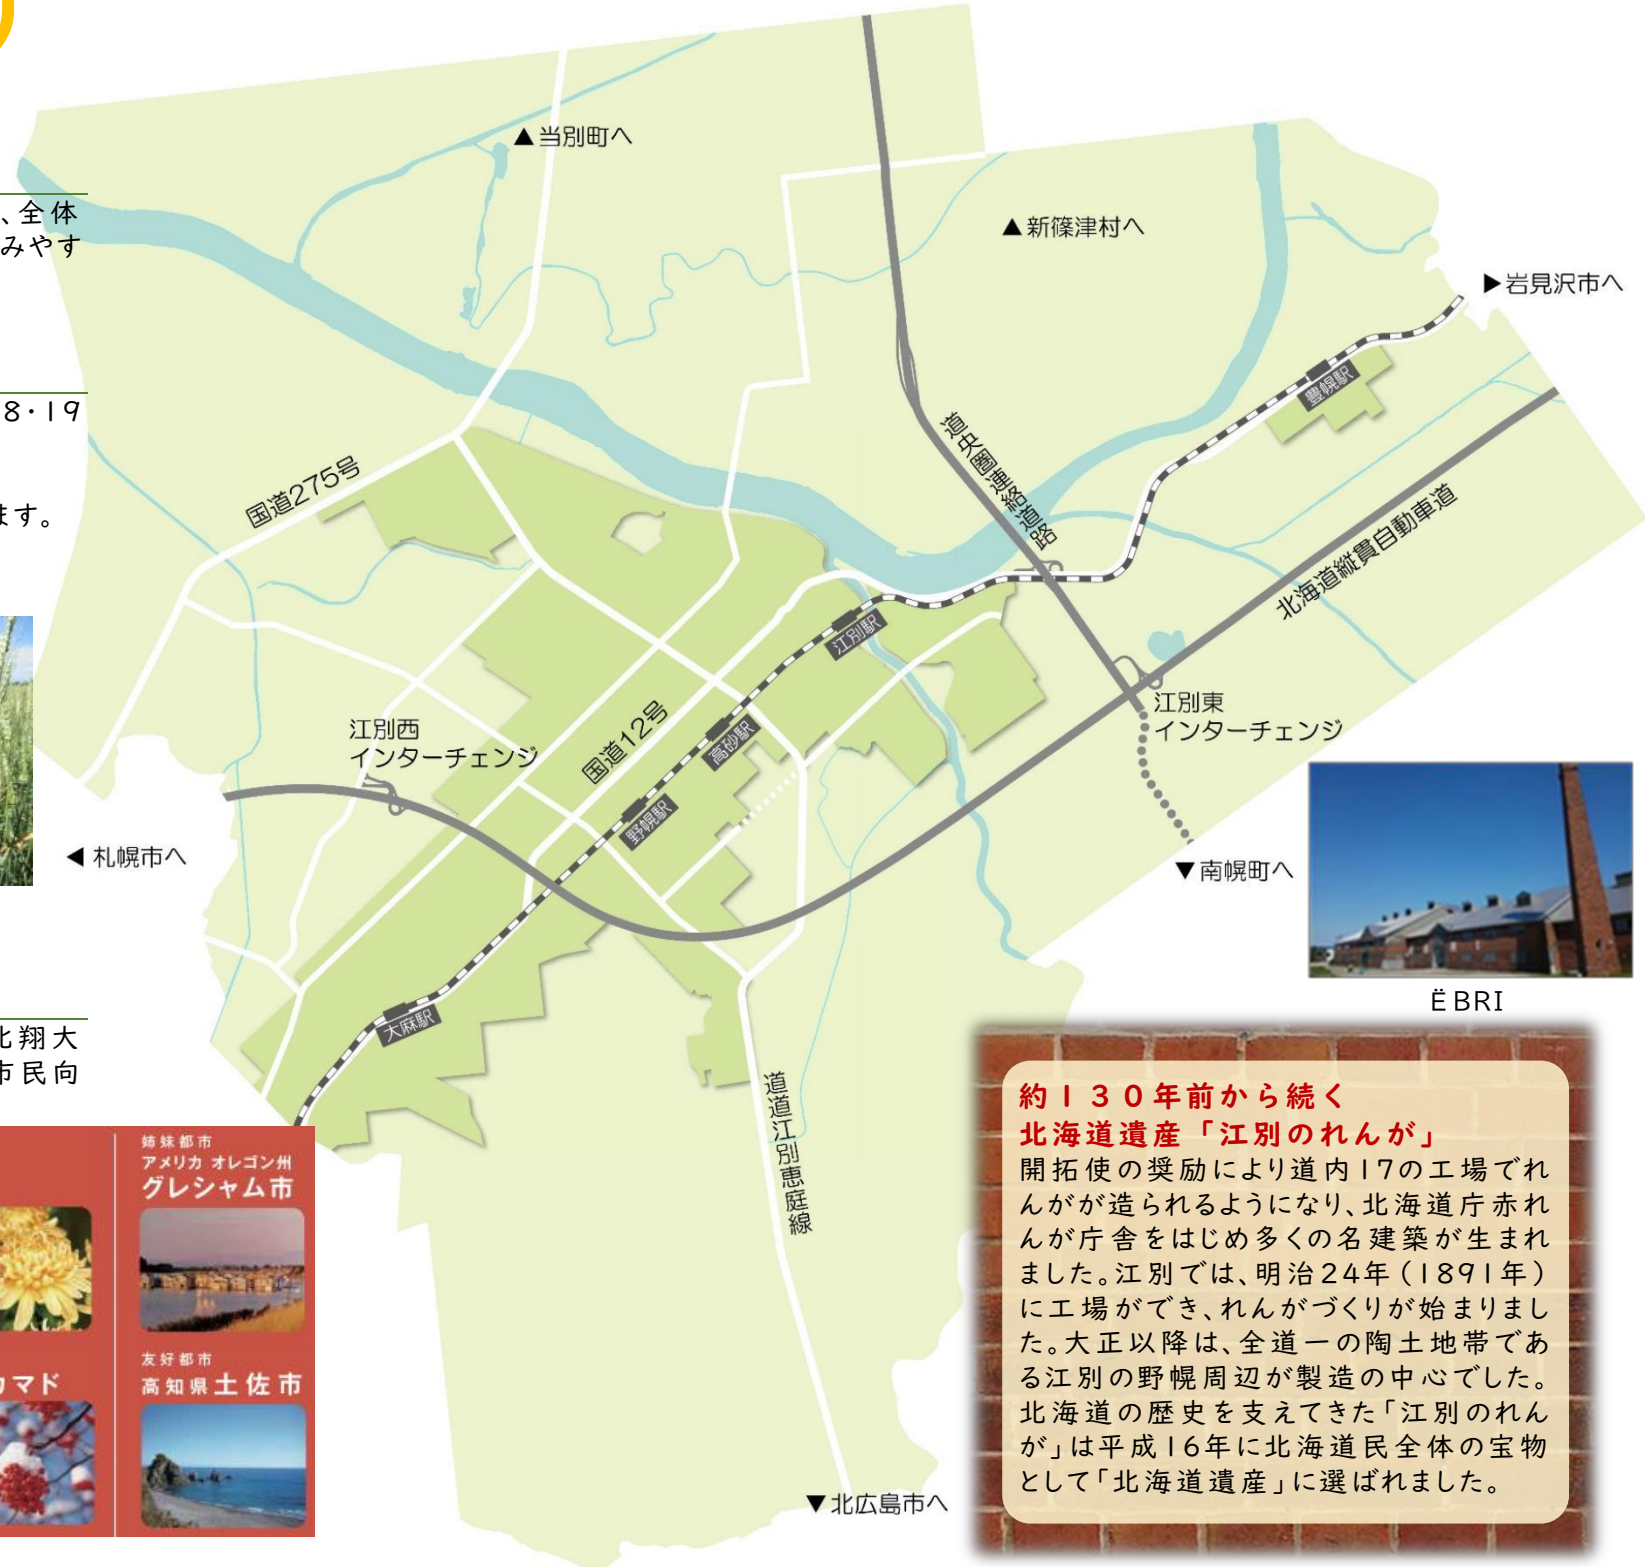 ▲当別町へ
▲新篠津村へ
▶岩見沢市へ
、全体
みやす
8・19
ます。
国道275号
道央圏連絡道路
豊幌駅
北海道縦貫自動車道
江別駅
江別東
インターチェンジ
江別西
インターチェンジ
国道12号
高砂駅
野幌駅
◀札幌市へ
▼南幌町へ
大麻駅
ËBRI
北翔大
市民向
道道江別恵庭線
▼北広島市へ
姉妹都市
アメリカ オレゴン州
グレシャム市
カマド
友好都市
高知県土佐市
約130年前から続く
北海道遺産「江別のれんが」
開拓使の奨励により道内17の工場でれ
んがが造られるようになり、北海道庁赤れ
んが庁舎をはじめ多くの名建築が生まれ
ました。江別では、明治24年(1891年)
に工場ができ、れんがづくりが始まりまし
た。大正以降は、全道一の陶土地帯であ
る江別の野幌周辺が製造の中心でした。
北海道の歴史を支えてきた「江別のれん
が」は平成16年に北海道民全体の宝物
として「北海道遺産」に選ばれました。